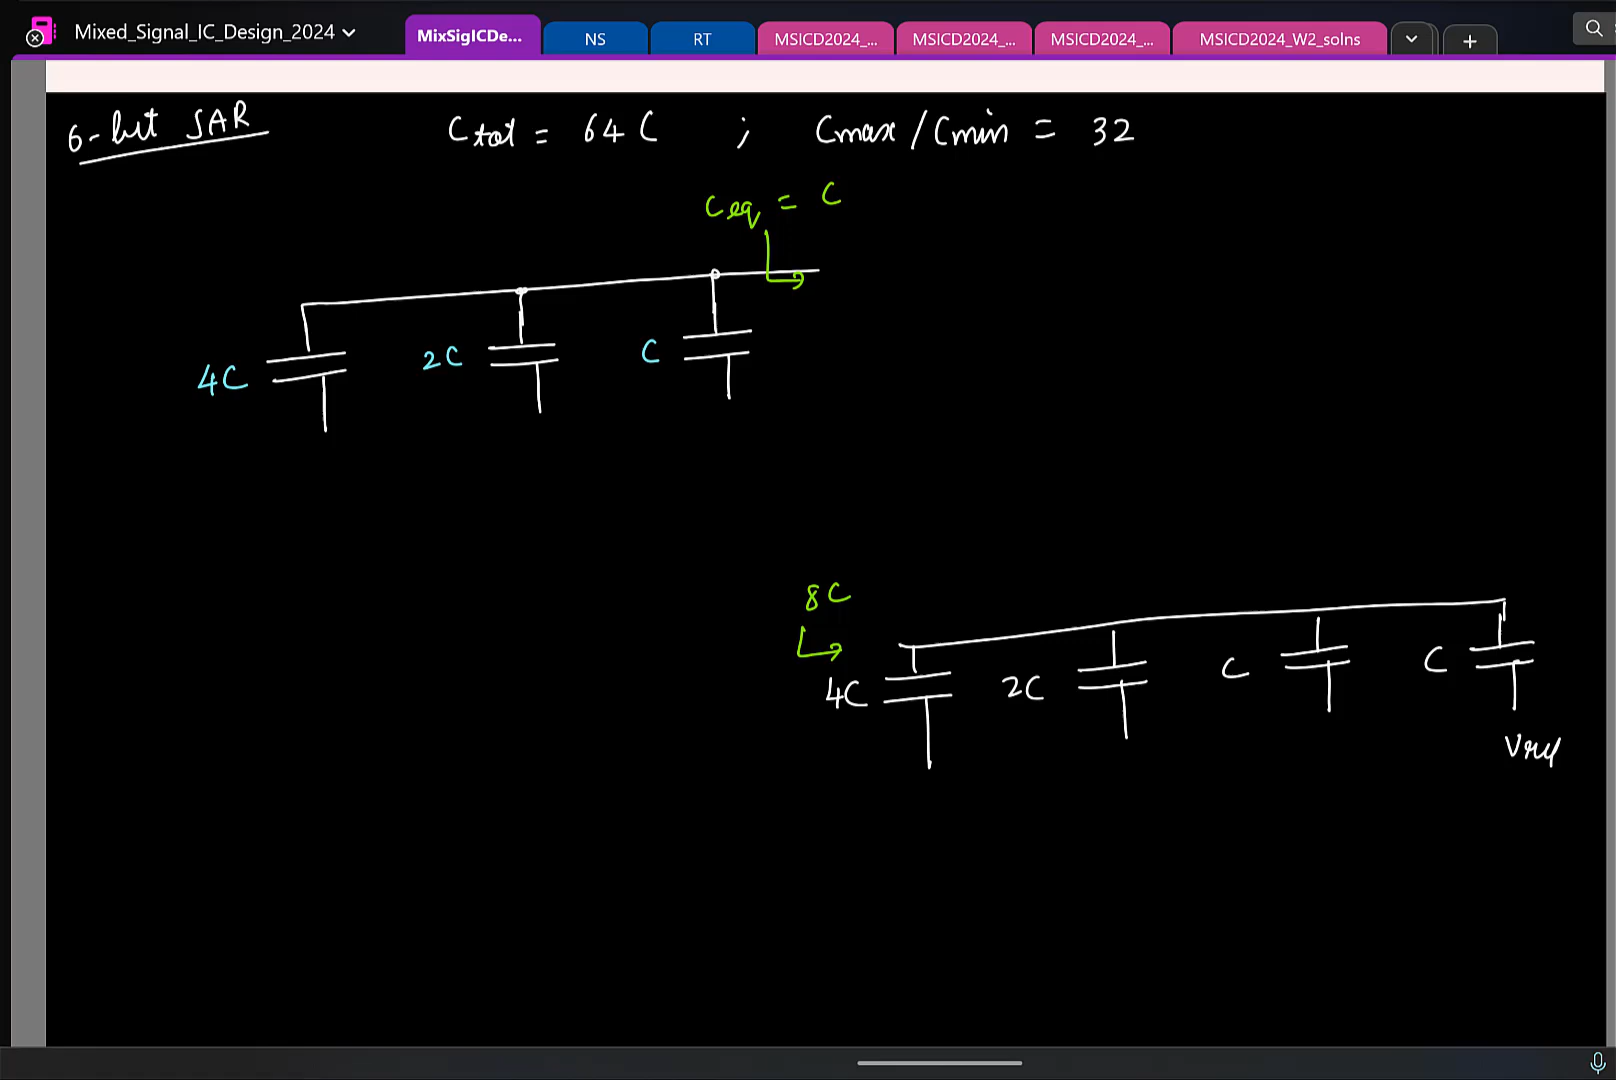 Mixed_Signal_IC_Design_2024
MixSigICDe...
NS
RT
MSICD2024_...
MSICD2024_...
MSICD2024_...
MSICD2024_W2_solns
6-bit SAR
Ctot = 64C ; Cmax/Cmin = 32
Ceq = C
4C
2C
C
8C
4C
2C
C
C
Vref